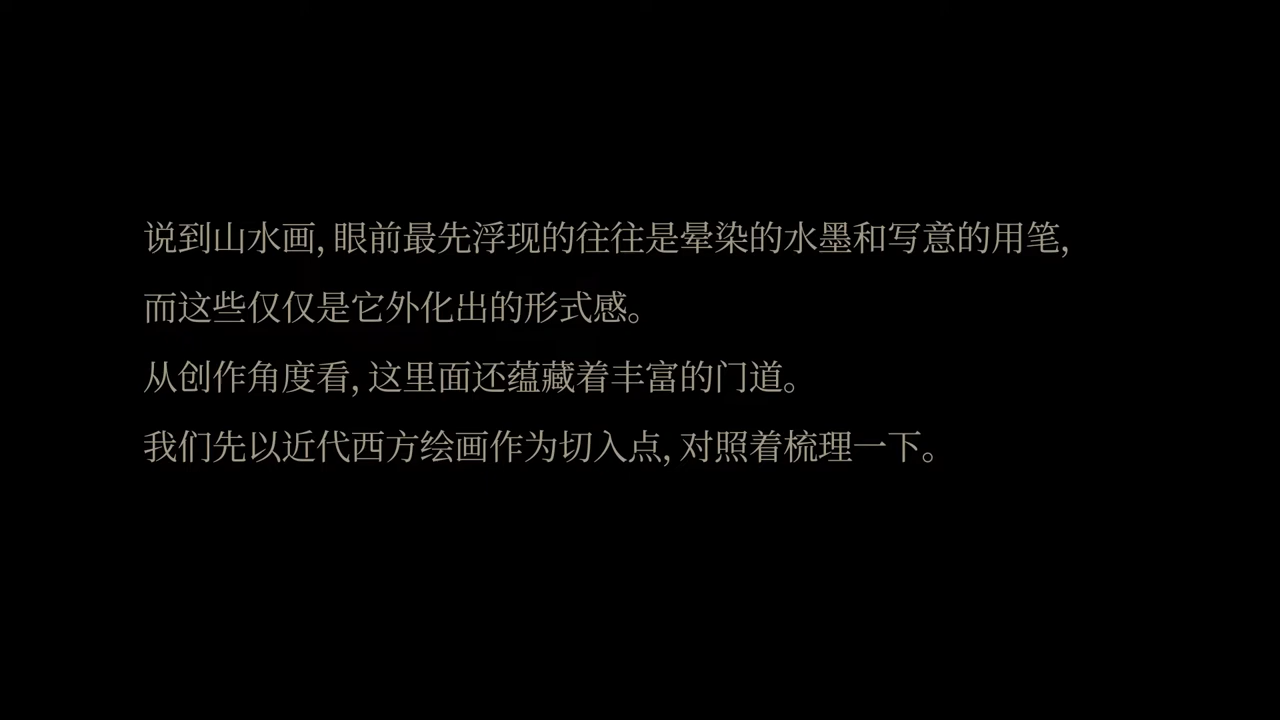 说到山水画, 眼前最先浮现的往往是晕染的水墨和写意的用笔,
而这些仅仅是它外化出的形式感。
从创作角度看, 这里面还蕴藏着丰富的门道。
我们先以近代西方绘画作为切入点, 对照着梳理一下。